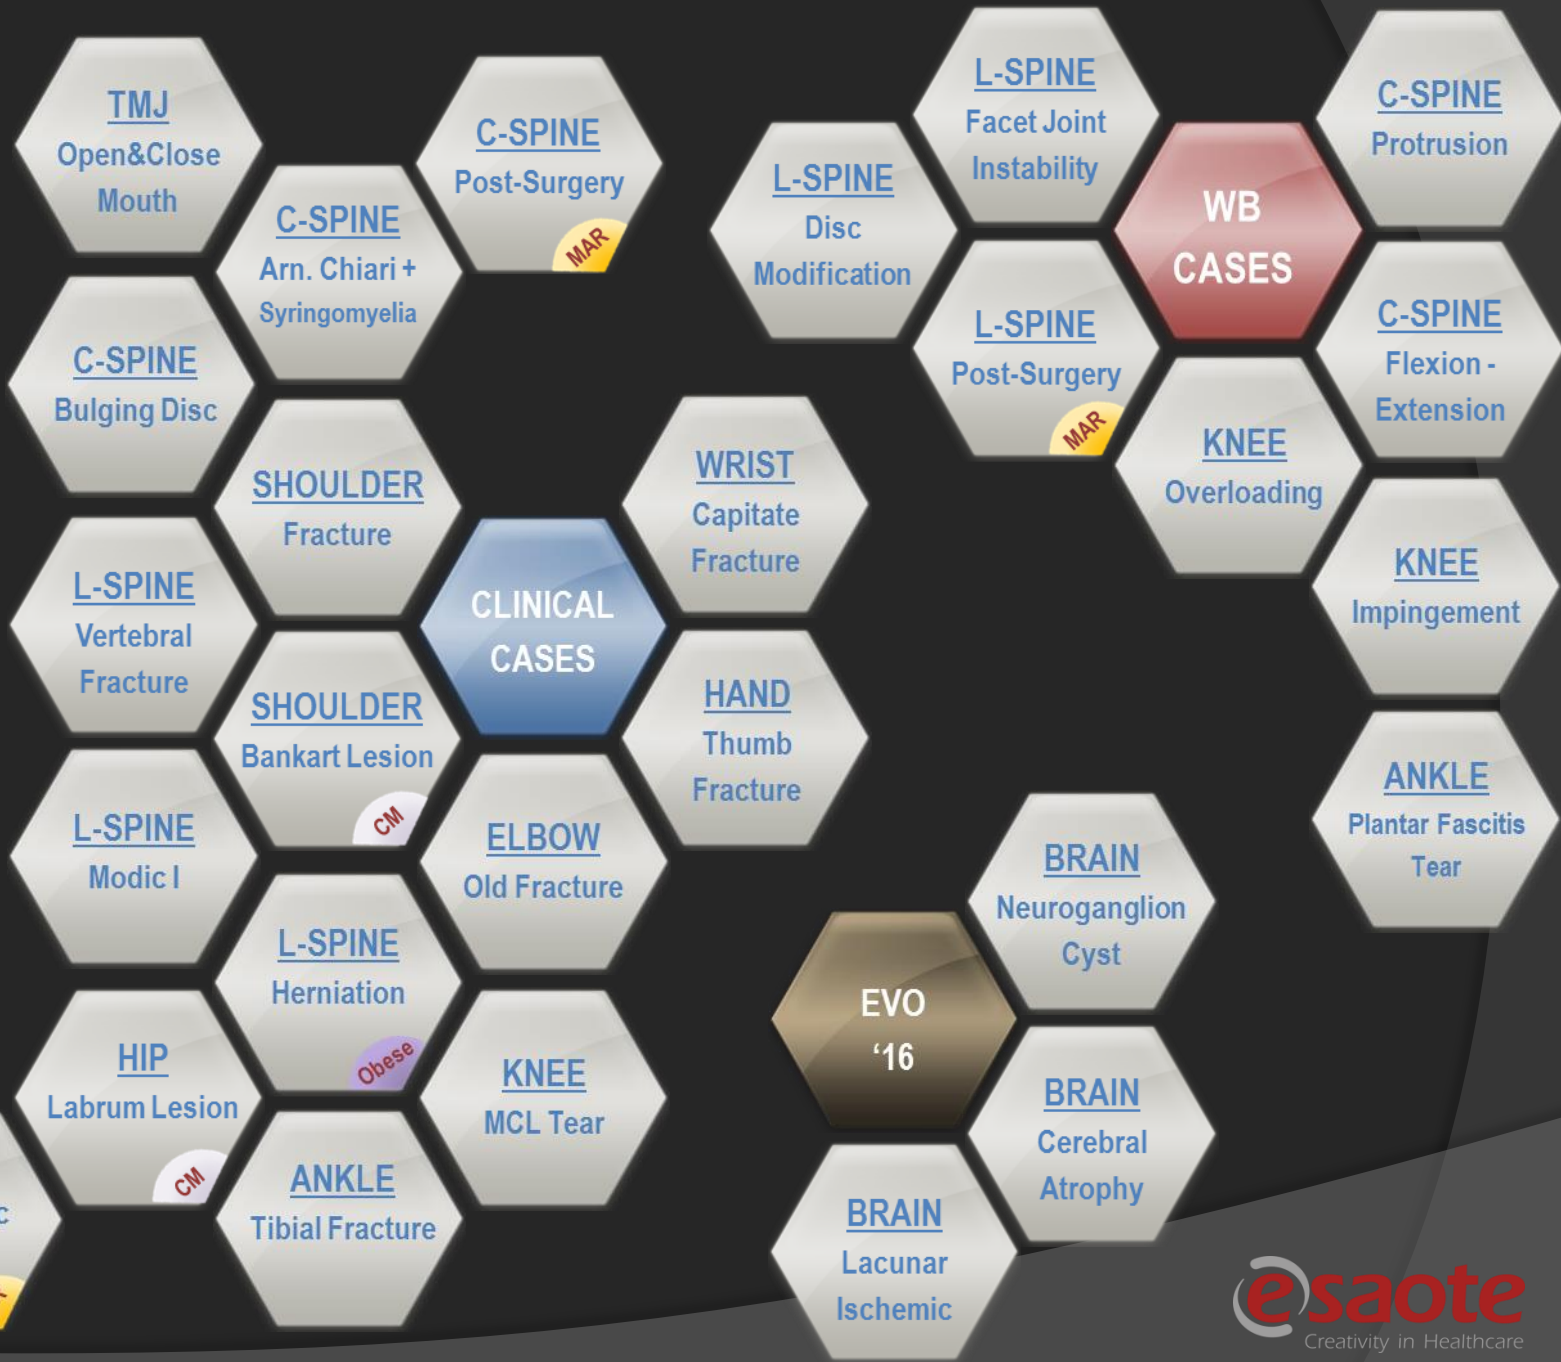 TMJ
Open&Close
Mouth
C-SPINE
Arn. Chiari +
Syringomyelia
C-SPINE
Post-Surgery
MAR
C-SPINE
Bulging Disc
SHOULDER
Fracture
L-SPINE
Vertebral
Fracture
SHOULDER
Bankart Lesion
CM
CLINICAL
CASES
WRIST
Capitate
Fracture
HAND
Thumb
Fracture
L-SPINE
Modic I
ELBOW
Old Fracture
L-SPINE
Herniation
Obese
HIP
Labrum Lesion
CM
KNEE
MCL Tear
ANKLE
Tibial Fracture
L-SPINE
Facet Joint
Instability
L-SPINE
Disc
Modification
WB
CASES
C-SPINE
Protrusion
L-SPINE
Post-Surgery
MAR
C-SPINE
Flexion -
Extension
KNEE
Overloading
KNEE
Impingement
ANKLE
Plantar Fascitis
Tear
BRAIN
Neuroganglion
Cyst
EVO
‘16
BRAIN
Cerebral
Atrophy
BRAIN
Lacunar
Ischemic
esaote
Creativity in Healthcare